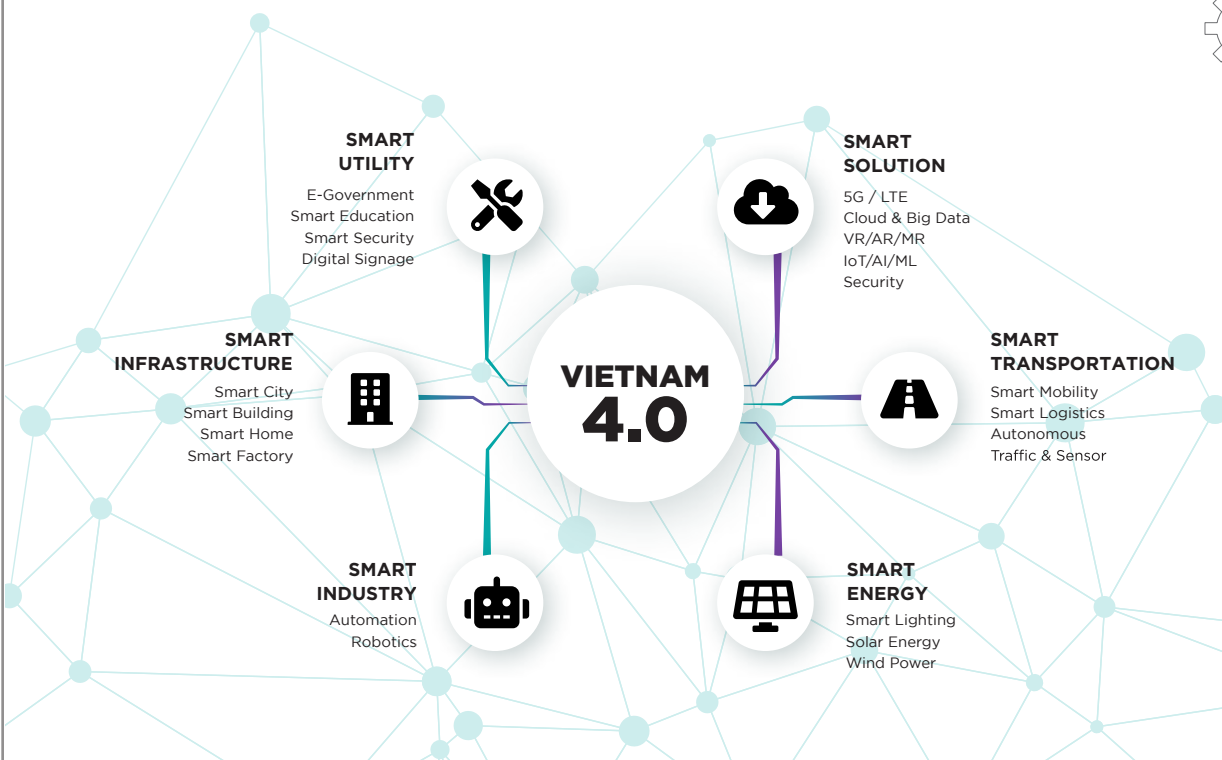 SMART
UTILITY
E-Government
Smart Education
Smart Security
Digital Signage
SMART
SOLUTION
5G / LTE
Cloud & Big Data
VR/AR/MR
IoT/AI/ML
Security
SMART
INFRASTRUCTURE
Smart City
Smart Building
Smart Home
Smart Factory
VIETNAM
4.0
SMART
TRANSPORTATION
Smart Mobility
Smart Logistics
Autonomous
Traffic & Sensor
SMART
INDUSTRY
Automation
Robotics
SMART
ENERGY
Smart Lighting
Solar Energy
Wind Power